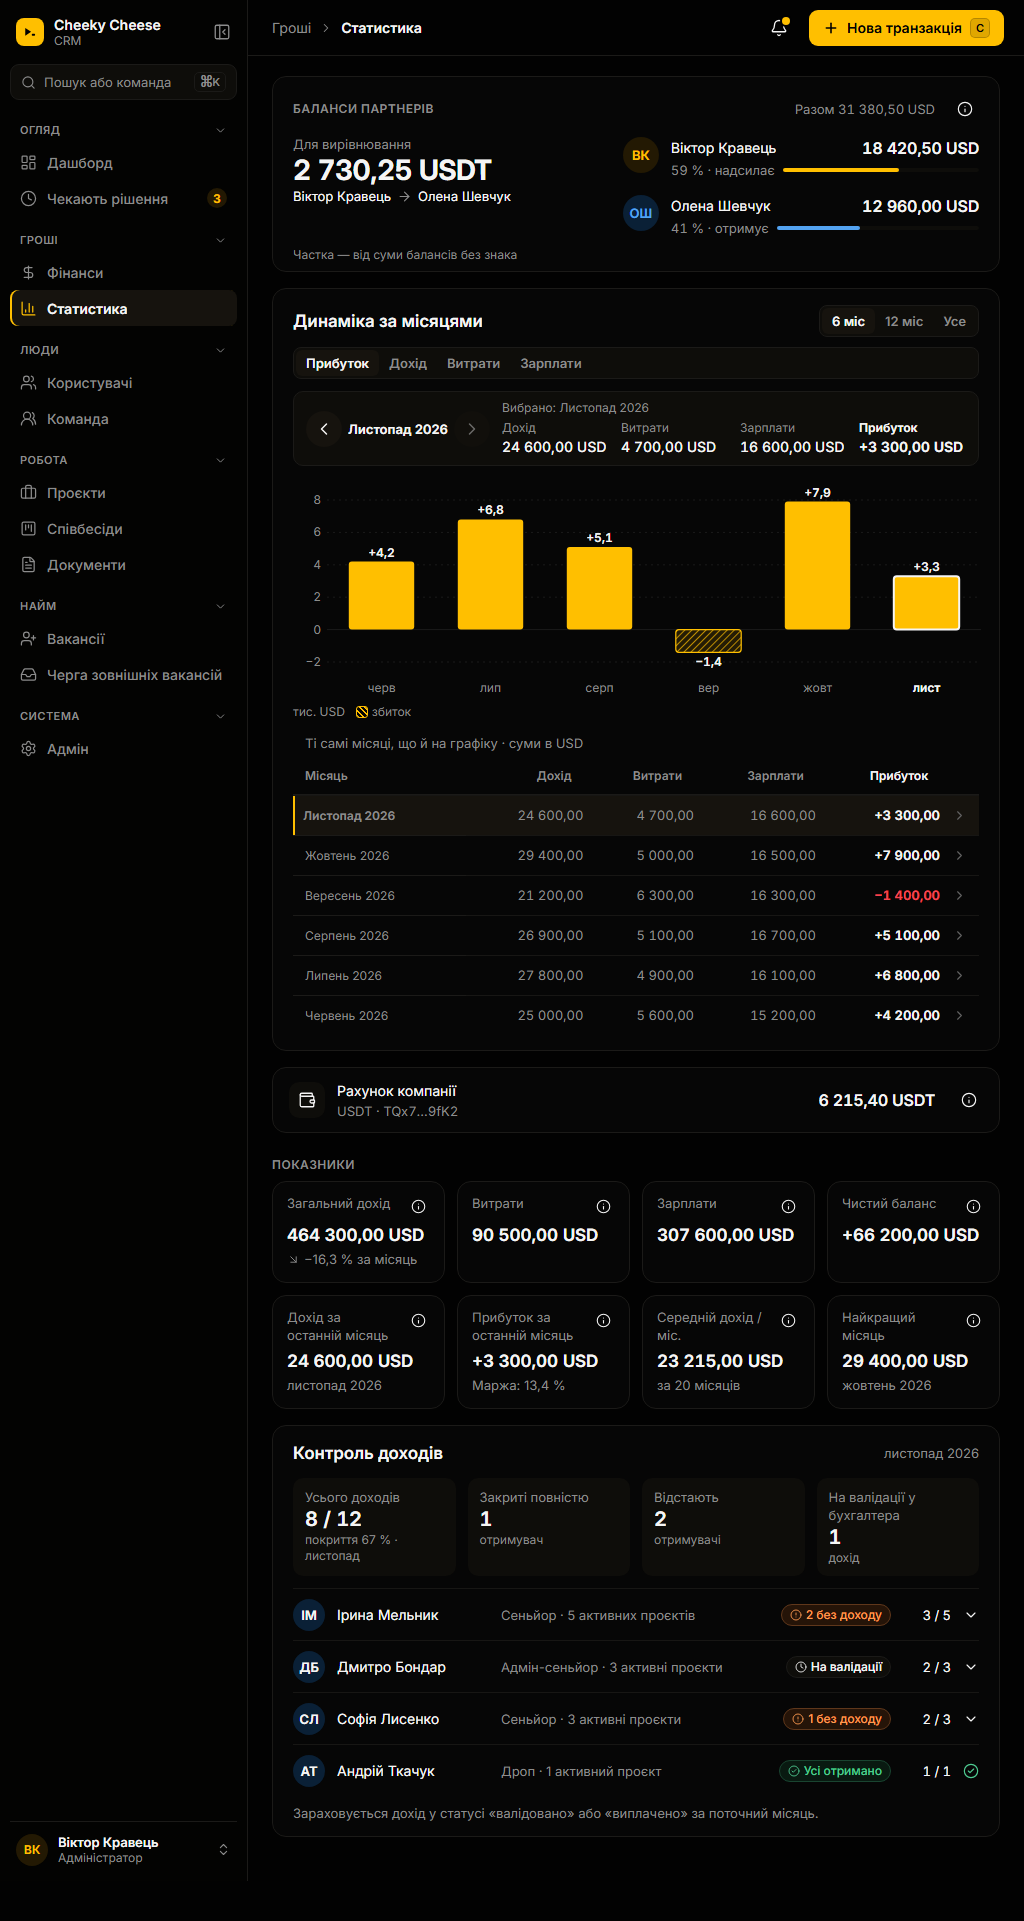 Cheeky Cheese
CRM
Пошук або команда ⌘K
ОГЛЯД
Дашборд
Чекають рішення 3
ГРОШІ
Фінанси
Статистика
ЛЮДИ
Користувачі
Команда
РОБОТА
Проєкти
Співбесіди
Документи
НАЙМ
Вакансії
Черга зовнішніх вакансій
СИСТЕМА
Адмін
ВК Віктор Кравець
Адміністратор
Гроші > Статистика
+ Нова транзакція C
БАЛАНСИ ПАРТНЕРІВ
Разом 31 380,50 USD
Для вирівнювання
2 730,25 USDT
Віктор Кравець → Олена Шевчук
ВК Віктор Кравець 18 420,50 USD
59 % · надсилає
ОШ Олена Шевчук 12 960,00 USD
41 % · отримує
Частка — від суми балансів без знака
Динаміка за місяцями
6 міс 12 міс Усе
Прибуток Дохід Витрати Зарплати
Листопад 2026
Вибрано: Листопад 2026
Дохід Витрати Зарплати Прибуток
24 600,00 USD 4 700,00 USD 16 600,00 USD +3 300,00 USD
8
6
4
2
0
−2
+4,2 +6,8 +5,1 −1,4 +7,9 +3,3
черв лип серп вер жовт лист
тис. USD збиток
Ті самі місяці, що й на графіку · суми в USD
Місяць Дохід Витрати Зарплати Прибуток
Листопад 2026 24 600,00 4 700,00 16 600,00 +3 300,00
Жовтень 2026 29 400,00 5 000,00 16 500,00 +7 900,00
Вересень 2026 21 200,00 6 300,00 16 300,00 −1 400,00
Серпень 2026 26 900,00 5 100,00 16 700,00 +5 100,00
Липень 2026 27 800,00 4 900,00 16 100,00 +6 800,00
Червень 2026 25 000,00 5 600,00 15 200,00 +4 200,00
Рахунок компанії
USDT · TQx7...9fK2
6 215,40 USDT
ПОКАЗНИКИ
Загальний дохід
464 300,00 USD
−16,3 % за місяць
Витрати
90 500,00 USD
Зарплати
307 600,00 USD
Чистий баланс
+66 200,00 USD
Дохід за
останній місяць
24 600,00 USD
листопад 2026
Прибуток за
останній місяць
+3 300,00 USD
Маржа: 13,4 %
Середній дохід /
міс.
23 215,00 USD
за 20 місяців
Найкращий
місяць
29 400,00 USD
жовтень 2026
Контроль доходів
листопад 2026
Усього доходів
8 / 12
покриття 67 % ·
листопад
Закриті повністю
1
отримувач
Відстають
2
отримувачі
На валідації у
бухгалтера
1
дохід
ІМ Ірина Мельник Сеньйор · 5 активних проєктів 2 без доходу 3 / 5
ДБ Дмитро Бондар Адмін-сеньйор · 3 активні проєкти На валідації 2 / 3
СЛ Софія Лисенко Сеньйор · 3 активні проєкти 1 без доходу 2 / 3
АТ Андрій Ткачук Дроп · 1 активний проєкт Усі отримано 1 / 1
Зараховується дохід у статусі «валідовано» або «виплачено» за поточний місяць.